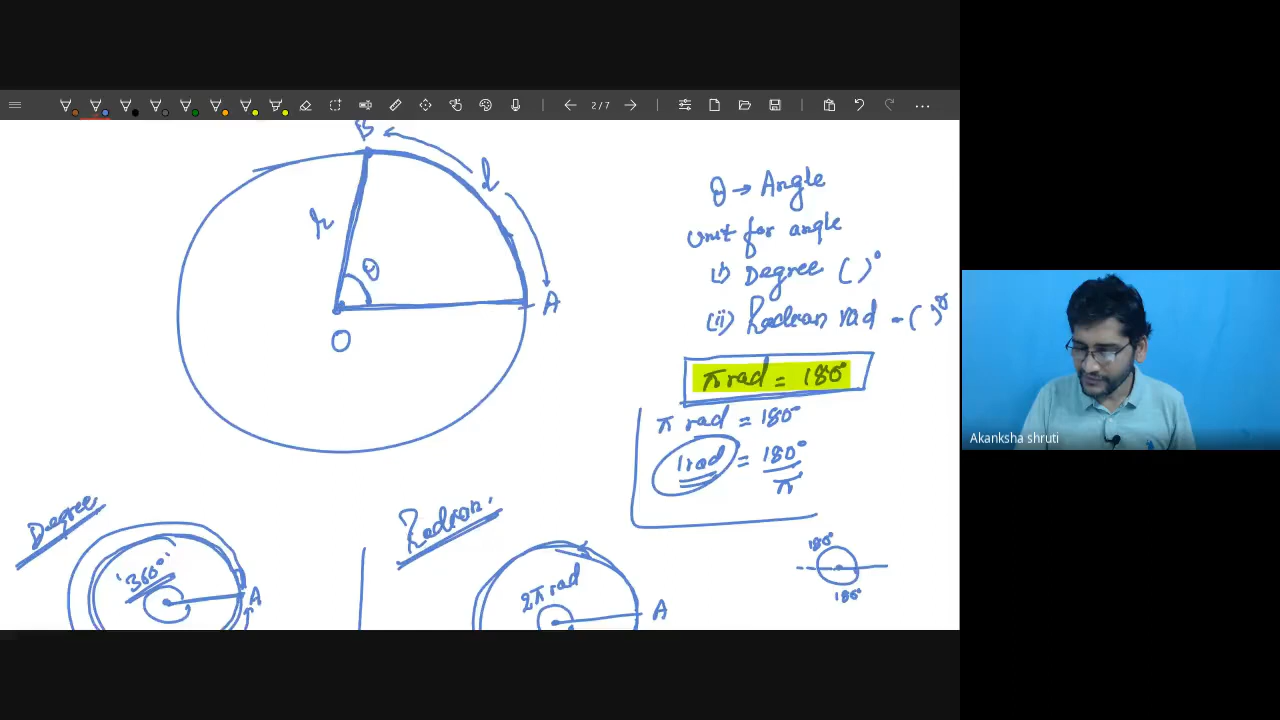 2/7
B
l
r
θ
A
O
θ → Angle
Unit for angle
(i) Degree ( )°
(ii) Radian rad - ( )ʳ
π rad = 180°
π rad = 180°
1 rad = 180°
π
Akanksha shruti
Degree
Radian.
360°
A
2π rad
A
180°
180°